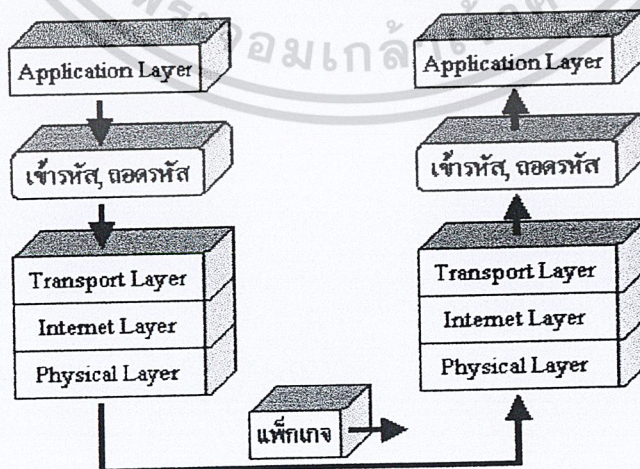 Application Layer
เข้ารหัส, ถอดรหัส
Transport Layer
Internet Layer
Physical Layer
แพ็กเกจ
Application Layer
เข้ารหัส, ถอดรหัส
Transport Layer
Internet Layer
Physical Layer